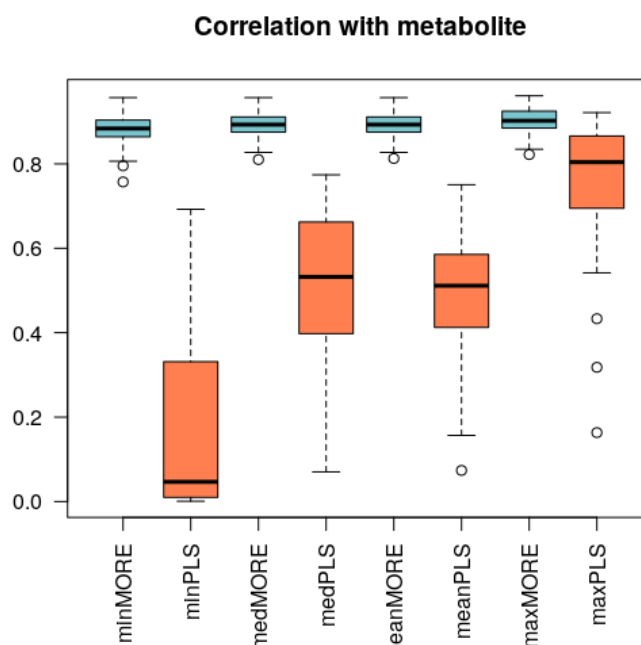 Correlation with metabolite
0.8
0.6
0.4
0.2
0.0
minMORE
minPLS
medMORE
medPLS
eanMORE
meanPLS
maxMORE
maxPLS